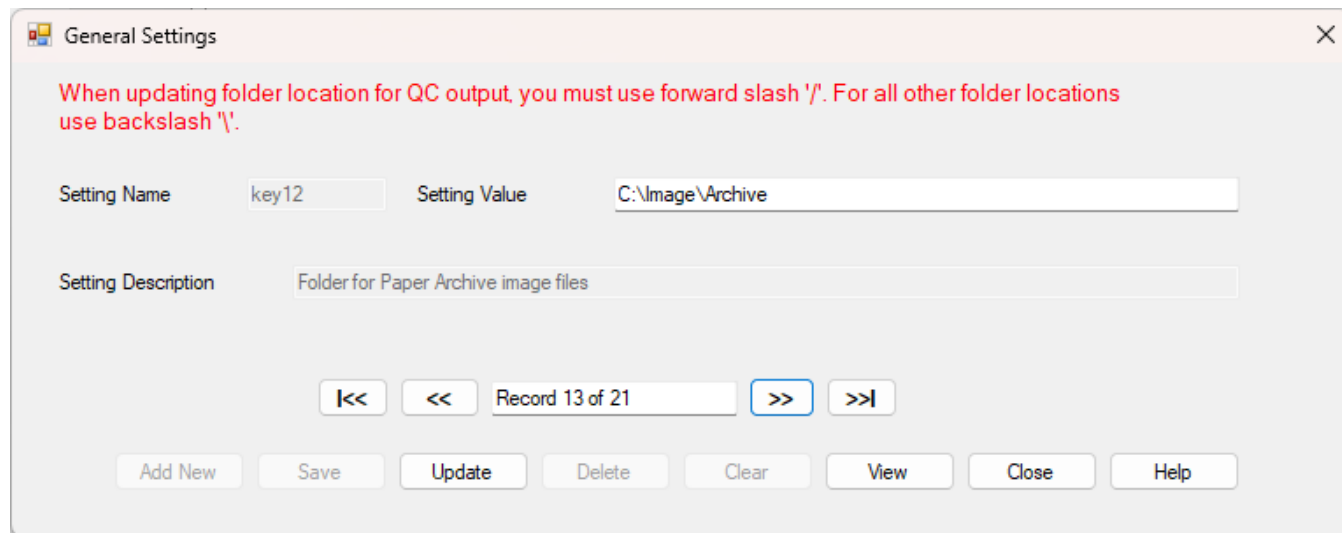 General Settings
When updating folder location for QC output, you must use forward slash '/'. For all other folder locations
use backslash '\'.
Setting Name key12 Setting Value C:\Image\Archive
Setting Description Folder for Paper Archive image files
|<< << Record 13 of 21 >> >>|
Add New Save Update Delete Clear View Close Help